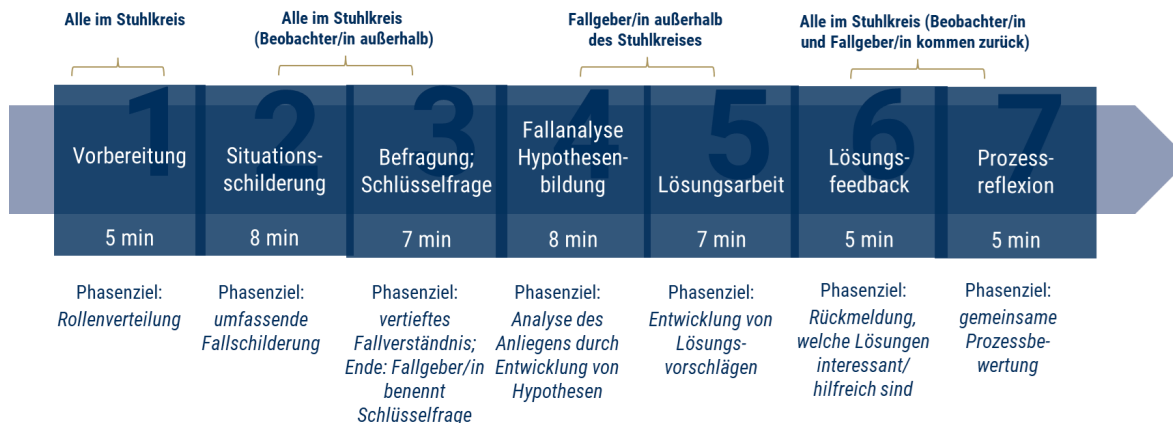 Alle im Stuhlkreis
Alle im Stuhlkreis
(Beobachter/in außerhalb)
Fallgeber/in außerhalb
des Stuhlkreises
Alle im Stuhlkreis (Beobachter/in
und Fallgeber/in kommen zurück)
1
Vorbereitung
5 min
2
Situations-
schilderung
8 min
3
Befragung;
Schlüsselfrage
7 min
4
Fallanalyse
Hypothesen-
bildung
8 min
5
Lösungsarbeit
7 min
6
Lösungs-
feedback
5 min
7
Prozess-
reflexion
5 min
Phasenziel:
Rollenverteilung
Phasenziel:
umfassende
Fallschilderung
Phasenziel:
vertieftes
Fallverständnis;
Ende: Fallgeber/in
benennt
Schlüsselfrage
Phasenziel:
Analyse des
Anliegens durch
Entwicklung von
Hypothesen
Phasenziel:
Entwicklung von
Lösungs-
vorschlägen
Phasenziel:
Rückmeldung,
welche Lösungen
interessant/
hilfreich sind
Phasenziel:
gemeinsame
Prozessbe-
wertung